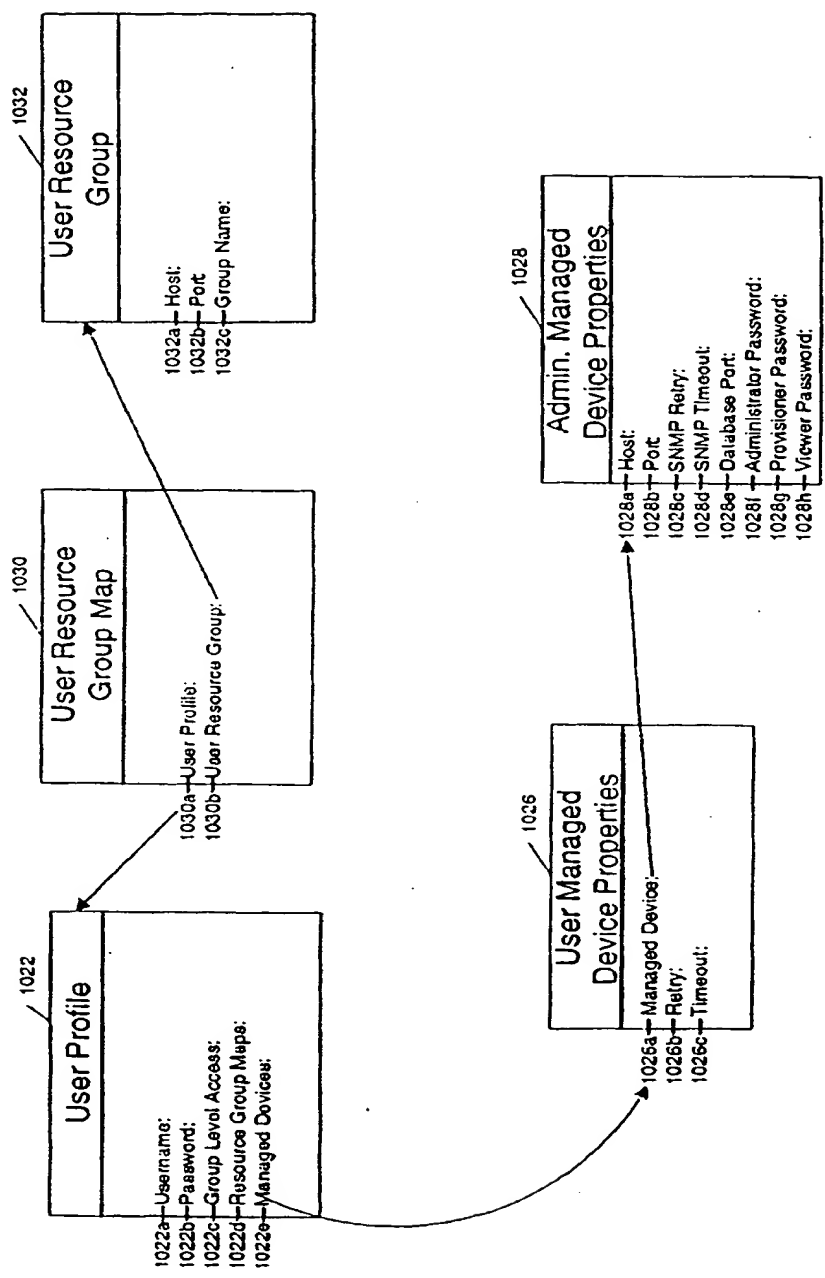 1022
User Profile
1022a Username:
1022b Password:
1022c Group Level Access:
1022d Resource Group Maps:
1022e Managed Devices:
1030
User Resource
Group Map
1030a User Profile:
1030b User Resource Group:
1032
User Resource
Group
1032a Host:
1032b Port
1032c Group Name:
1026
User Managed
Device Properties
1026a Managed Device:
1026b Retry:
1026c Timeout:
1028
Admin. Managed
Device Properties
1028a Host:
1028b Port
1028c SNMP Retry:
1028d SNMP Timeout:
1028e Database Port:
1028f Administrator Password:
1028g Provisioner Password:
1028h Viewer Password: